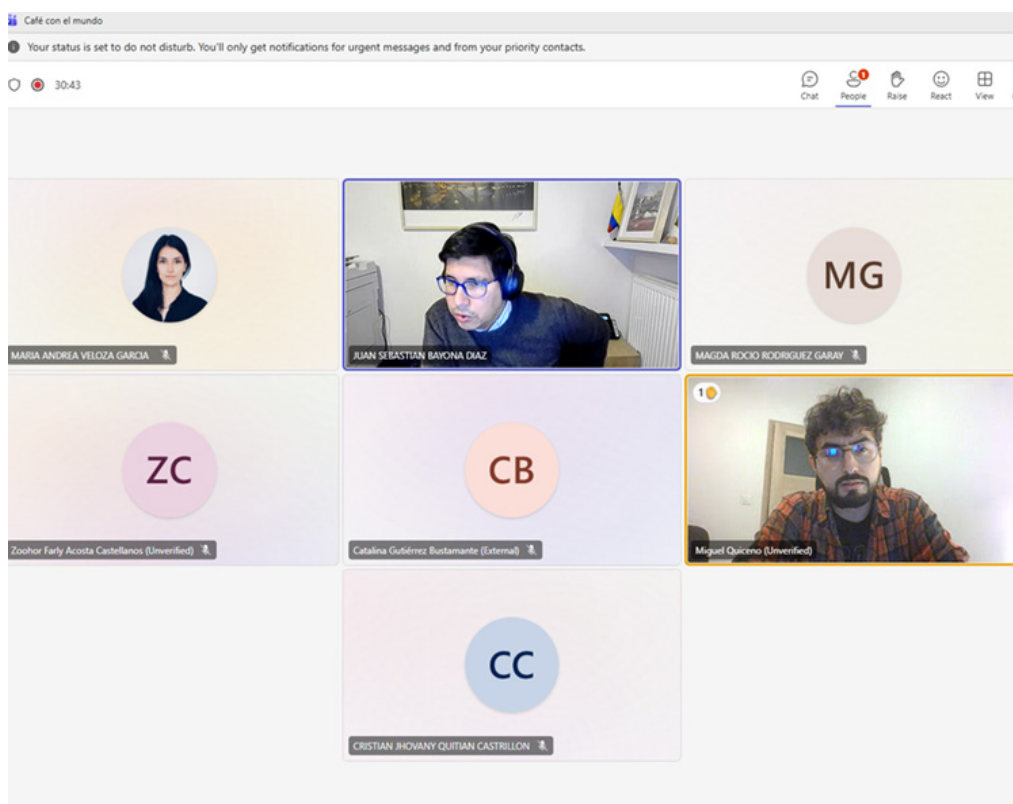 Café con el mundo
Your status is set to do not disturb. You'll only get notifications for urgent messages and from your priority contacts.
30:43
1
Chat People Raise React View
MARIA ANDREA VELOZA GARCIA
JUAN SEBASTIAN BAYONA DIAZ
MG
MAGDA ROCIO RODRIGUEZ GARAY
ZC
Zoohor Farly Acosta Castellanos (Unverified)
CB
Catalina Gutiérrez Bustamante (External)
1
Miguel Quiceno (Unverified)
CC
CRISTIAN JHOVANY QUITIAN CASTRILLON